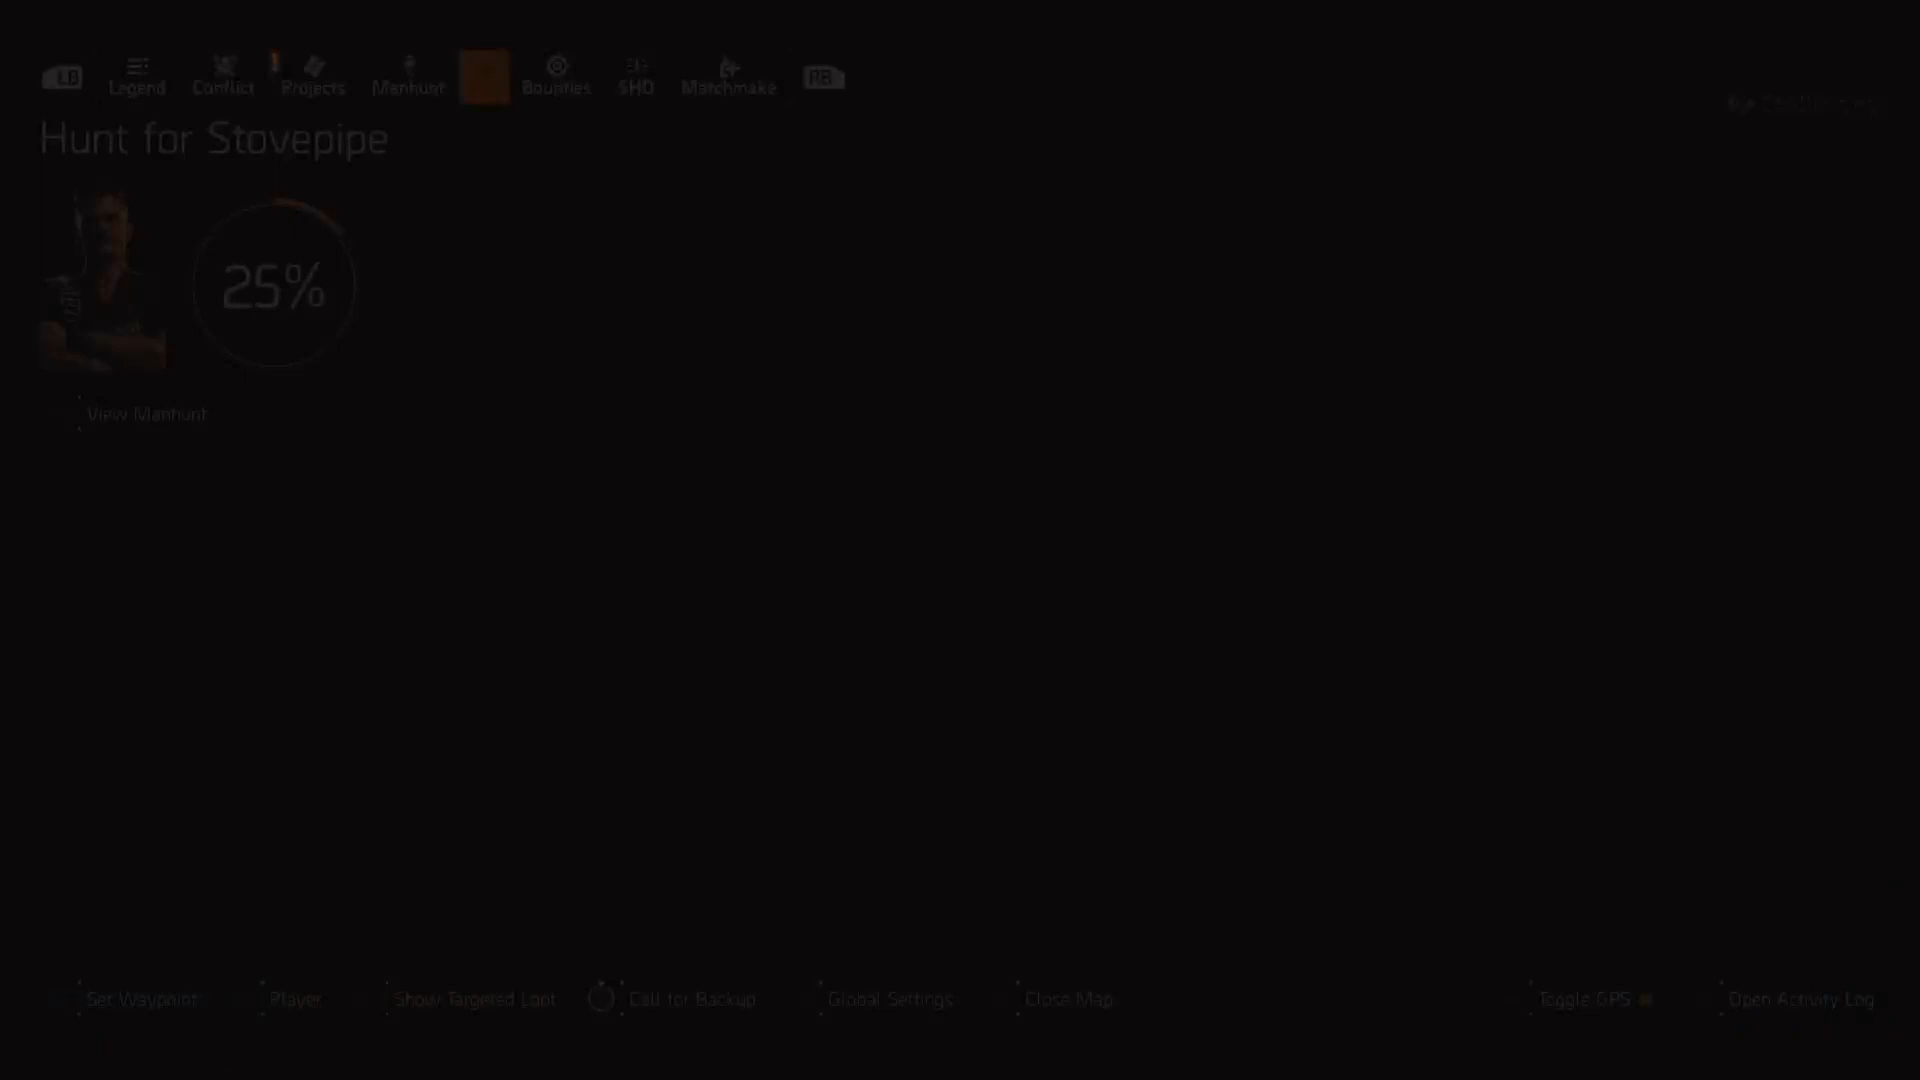 LB Legend Conflict Projects Manhunt Bounties SHD Matchmake RB
Hunt for Stovepipe
25%
View Manhunt
Set Waypoint Player Show Targeted Loot Call for Backup Global Settings Close Map Toggle GPS Open Activity Log